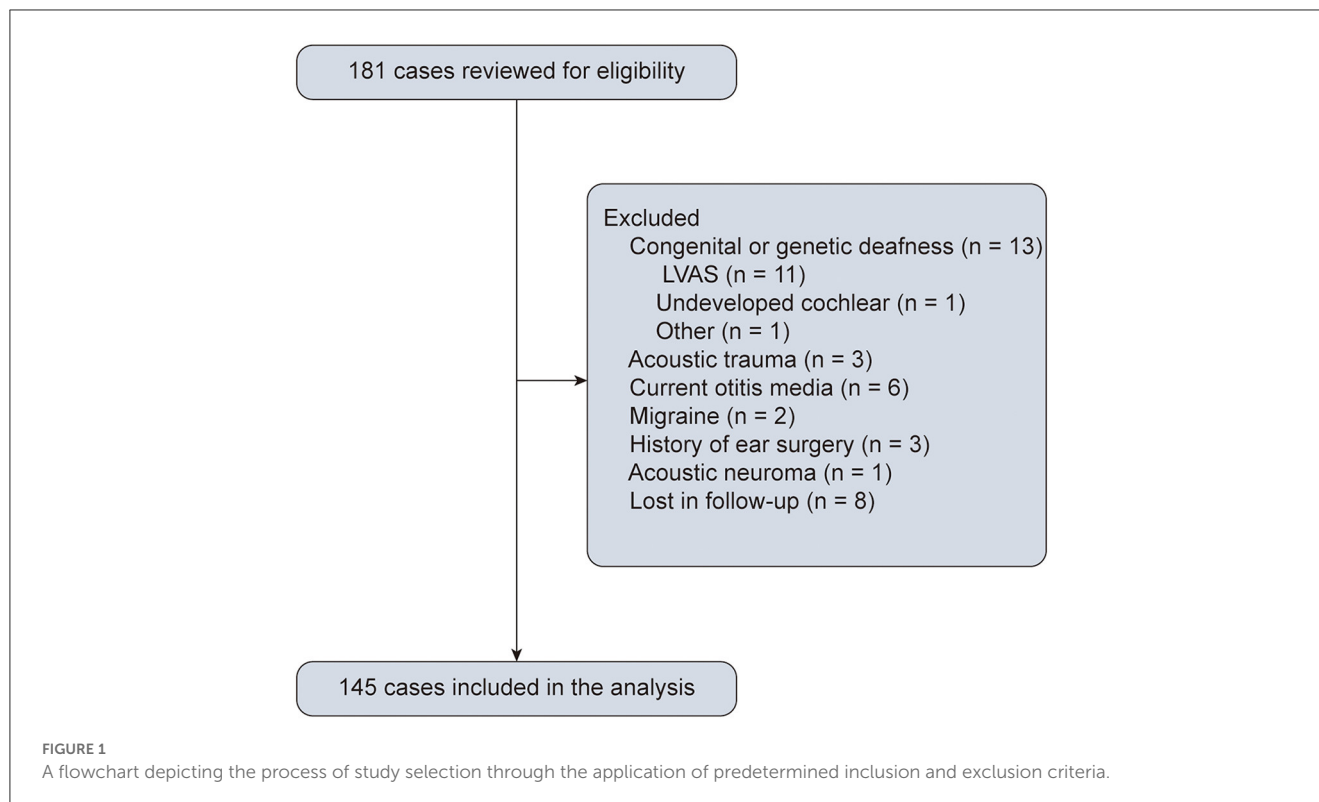 181 cases reviewed for eligibility
Excluded
Congenital or genetic deafness (n = 13)
LVAS (n = 11)
Undeveloped cochlear (n = 1)
Other (n = 1)
Acoustic trauma (n = 3)
Current otitis media (n = 6)
Migraine (n = 2)
History of ear surgery (n = 3)
Acoustic neuroma (n = 1)
Lost in follow-up (n = 8)
145 cases included in the analysis
FIGURE 1
A flowchart depicting the process of study selection through the application of predetermined inclusion and exclusion criteria.